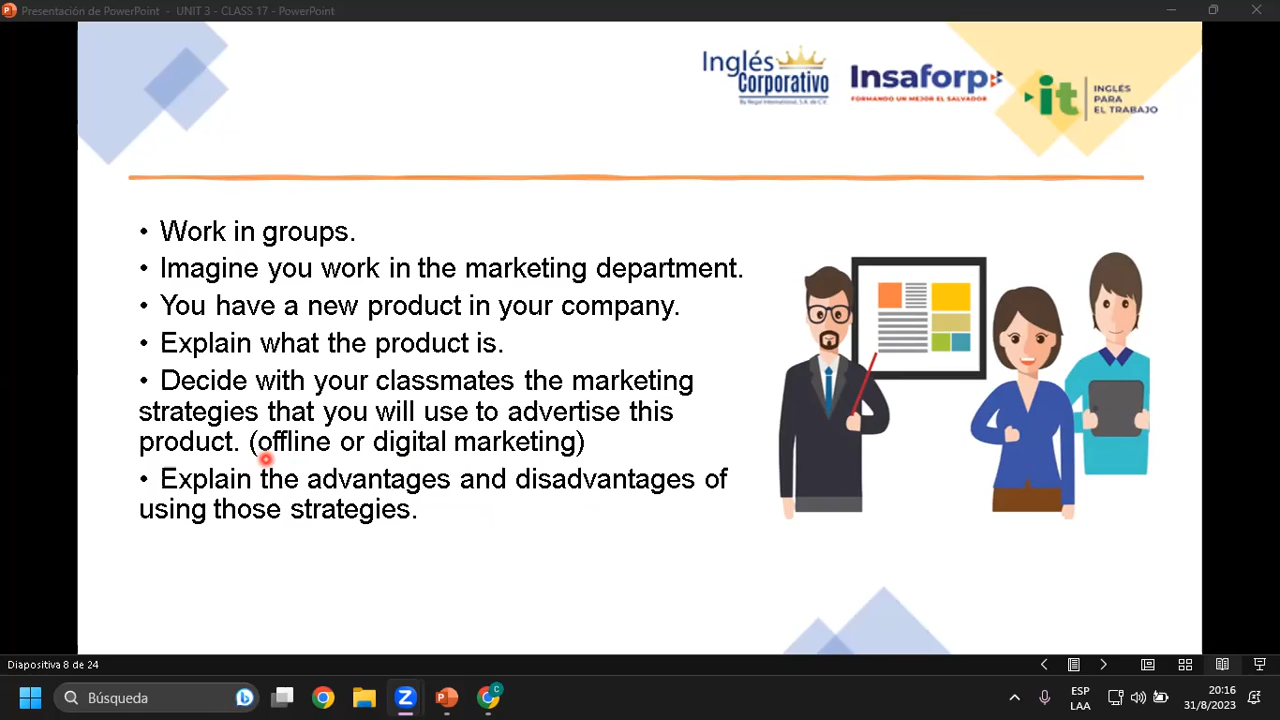 Presentación de PowerPoint - UNIT 3 - CLASS 17 - PowerPoint
Inglés
Corporativo
By Regal International, S.A. de C.V.
Insaforp
FORMANDO UN MEJOR EL SALVADOR
it
INGLÉS
PARA
EL TRABAJO
• Work in groups.
• Imagine you work in the marketing department.
• You have a new product in your company.
• Explain what the product is.
• Decide with your classmates the marketing
strategies that you will use to advertise this
product. (offline or digital marketing)
• Explain the advantages and disadvantages of
using those strategies.
Diapositiva 8 de 24
Búsqueda
C
ESP
LAA
20:16
31/8/2023